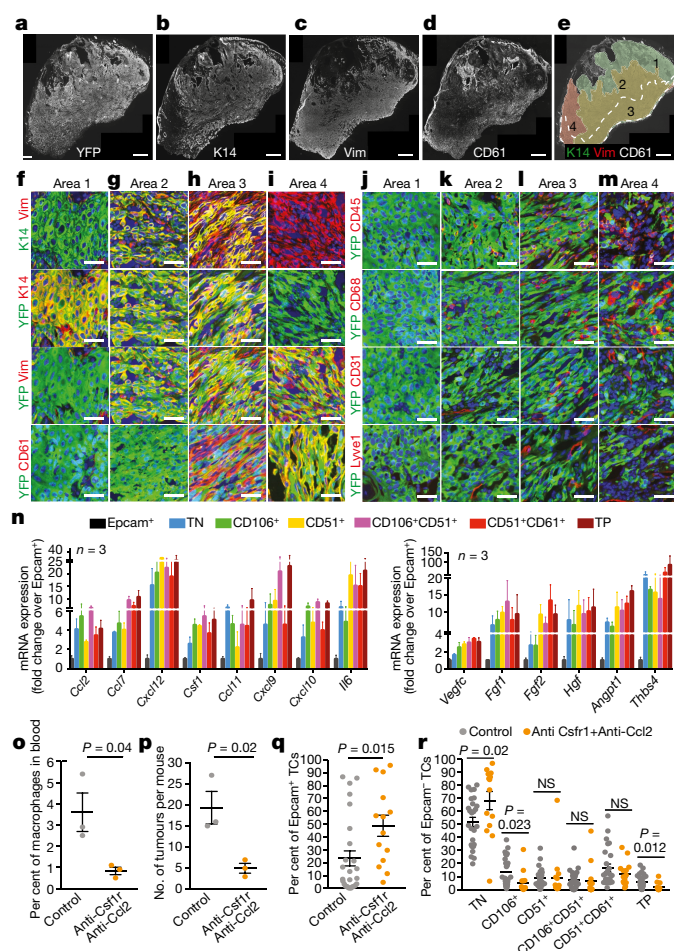 a b c d e
YFP K14 Vim CD61 K14 Vim CD61
1
2
3
4
f Area 1 g Area 2 h Area 3 i Area 4 j Area 1 k Area 2 l Area 3 m Area 4
K14 Vim
YFP K14
YFP Vim
YFP CD61
YFP CD45
YFP CD68
YFP CD31
YFP Lyve1
n Epcam⁺ TN CD106⁺ CD51⁺ CD106⁺CD51⁺ CD51⁺CD61⁺ TP
mRNA expression
(fold change over Epcam⁺)
40
25
20
15
10
6
4
2
0
n = 3
Ccl2 Ccl7 Cxcl12 Csf1 Ccl11 Cxcl9 Cxcl10 Il6
mRNA expression
(fold change over Epcam⁺)
100
50
20
15
10
4
2
0
n = 3
Vegfc Fgf1 Fgf2 Hgf Angpt1 Thbs4
o
Per cent of macrophages in blood
6
5
4
3
2
1
0
P = 0.04
Control
Anti-Csf1r
Anti-Ccl2
p
No. of tumours per mouse
35
30
25
20
15
10
5
0
P = 0.02
Control
Anti-Csf1r
Anti-Ccl2
q
Per cent of Epcam⁺ TCs
100
90
80
70
60
50
40
30
20
10
0
P = 0.015
Control
Anti-Csf1r
Anti-Ccl2
r
Control Anti Csfr1+Anti-Ccl2
Per cent of Epcam⁻ TCs
100
90
80
70
60
50
40
30
20
10
0
P = 0.02
P =
0.023
NS
NS
NS
P =
0.012
TN
CD106⁺
CD51⁺
CD106⁺CD51⁺
CD51⁺CD61⁺
TP